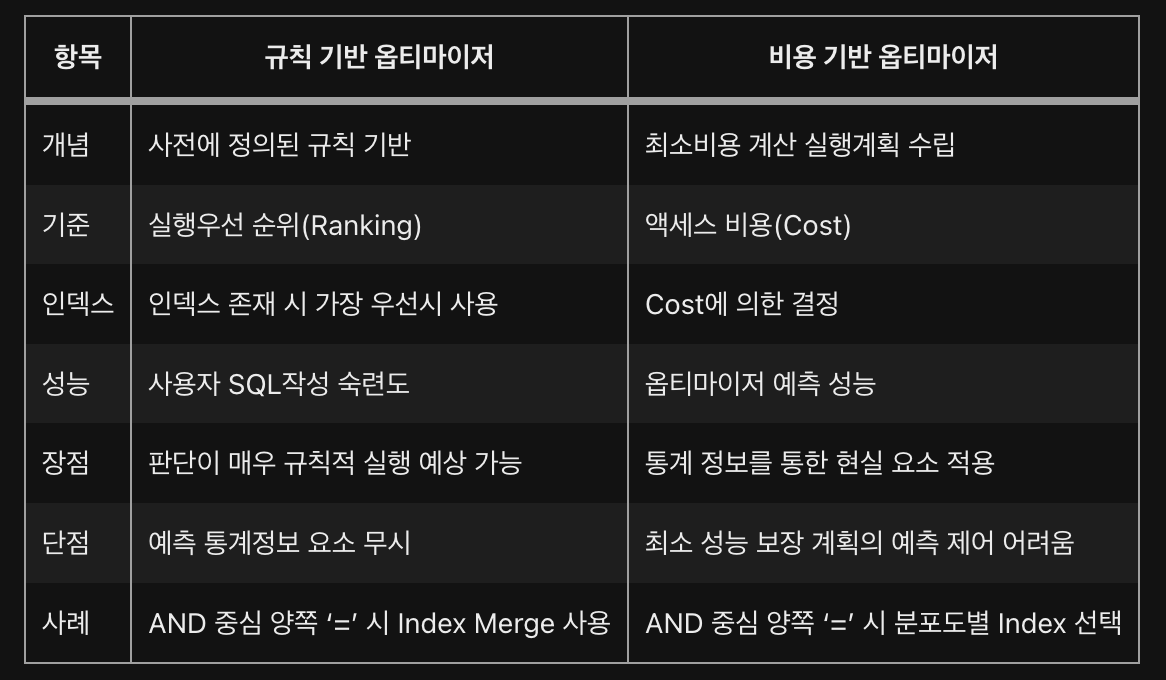 항목 규칙 기반 옵티마이저 비용 기반 옵티마이저
개념 사전에 정의된 규칙 기반 최소비용 계산 실행계획 수립
기준 실행우선 순위(Ranking) 액세스 비용(Cost)
인덱스 인덱스 존재 시 가장 우선시 사용 Cost에 의한 결정
성능 사용자 SQL작성 숙련도 옵티마이저 예측 성능
장점 판단이 매우 규칙적 실행 예상 가능 통계 정보를 통한 현실 요소 적용
단점 예측 통계정보 요소 무시 최소 성능 보장 계획의 예측 제어 어려움
사례 AND 중심 양쪽 ‘=’ 시 Index Merge 사용 AND 중심 양쪽 ‘=’ 시 분포도별 Index 선택